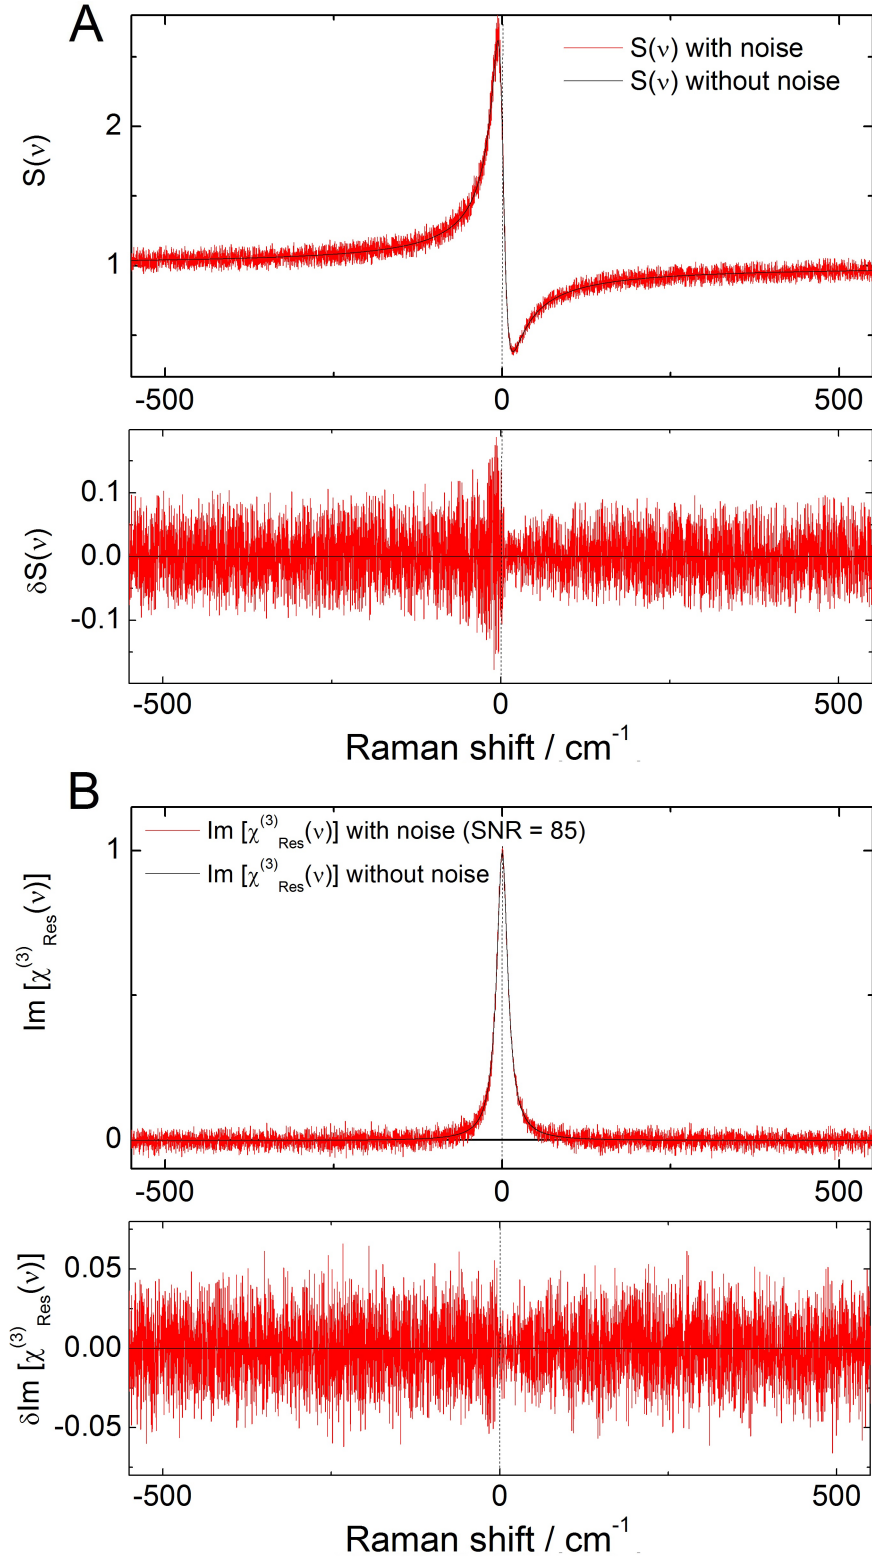 A
S(ν) with noise
S(ν) without noise
S(ν)
2
1
-500 0 500
δS(ν)
0.1
0.0
-0.1
-500 0 500
Raman shift / cm⁻¹
B
Im [χ⁽³⁾Res(ν)] with noise (SNR = 85)
Im [χ⁽³⁾Res(ν)] without noise
Im [χ⁽³⁾Res(ν)]
1
0
-500 0 500
δIm [χ⁽³⁾Res(ν)]
0.05
0.00
-0.05
-500 0 500
Raman shift / cm⁻¹